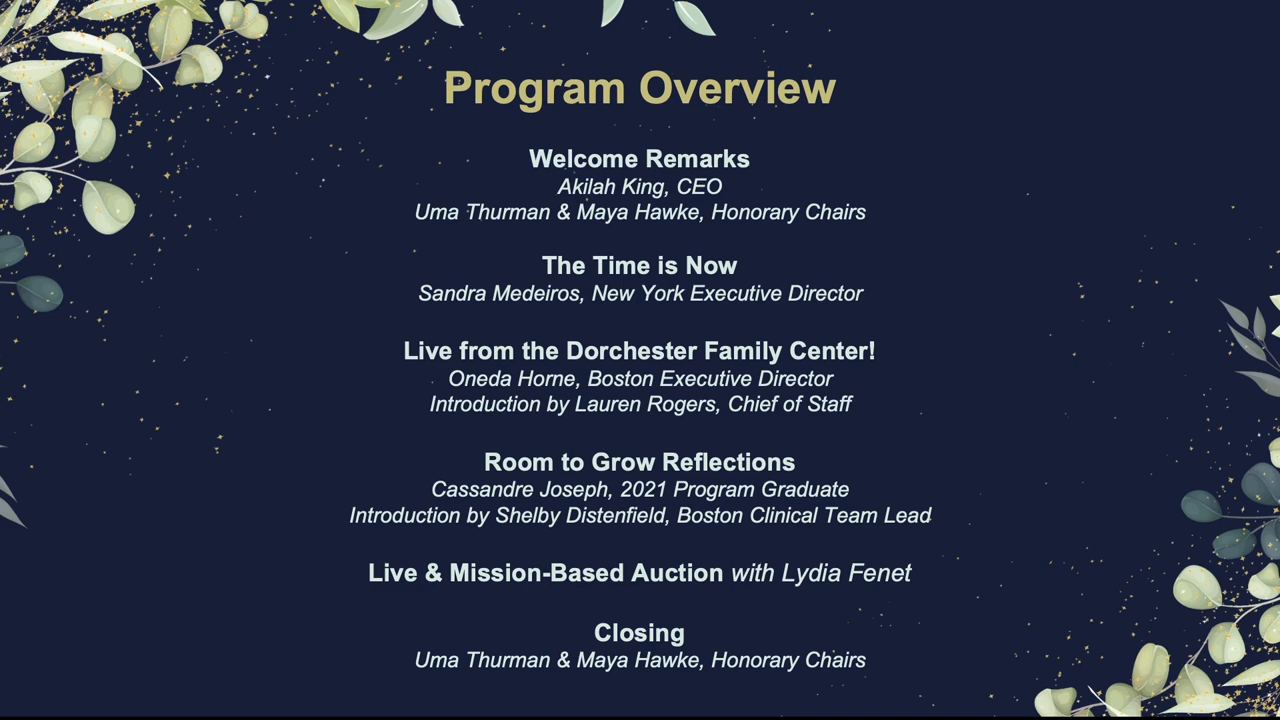 Program Overview
Welcome Remarks
Akilah King, CEO
Uma Thurman & Maya Hawke, Honorary Chairs
The Time is Now
Sandra Medeiros, New York Executive Director
Live from the Dorchester Family Center!
Oneda Horne, Boston Executive Director
Introduction by Lauren Rogers, Chief of Staff
Room to Grow Reflections
Cassandre Joseph, 2021 Program Graduate
Introduction by Shelby Distenfield, Boston Clinical Team Lead
Live & Mission-Based Auction with Lydia Fenet
Closing
Uma Thurman & Maya Hawke, Honorary Chairs